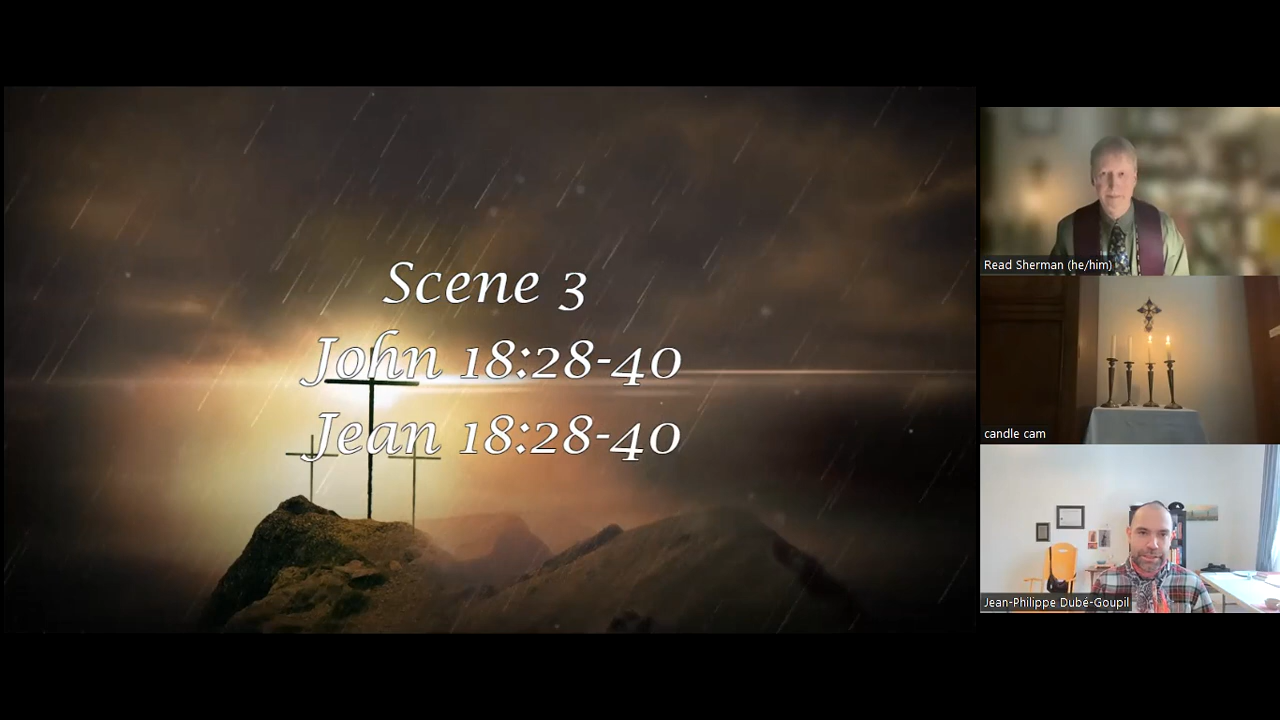 Scene 3
John 18:28-40
Jean 18:28-40
Read Sherman (he/him)
candle cam
Jean-Philippe Dubé-Goupil